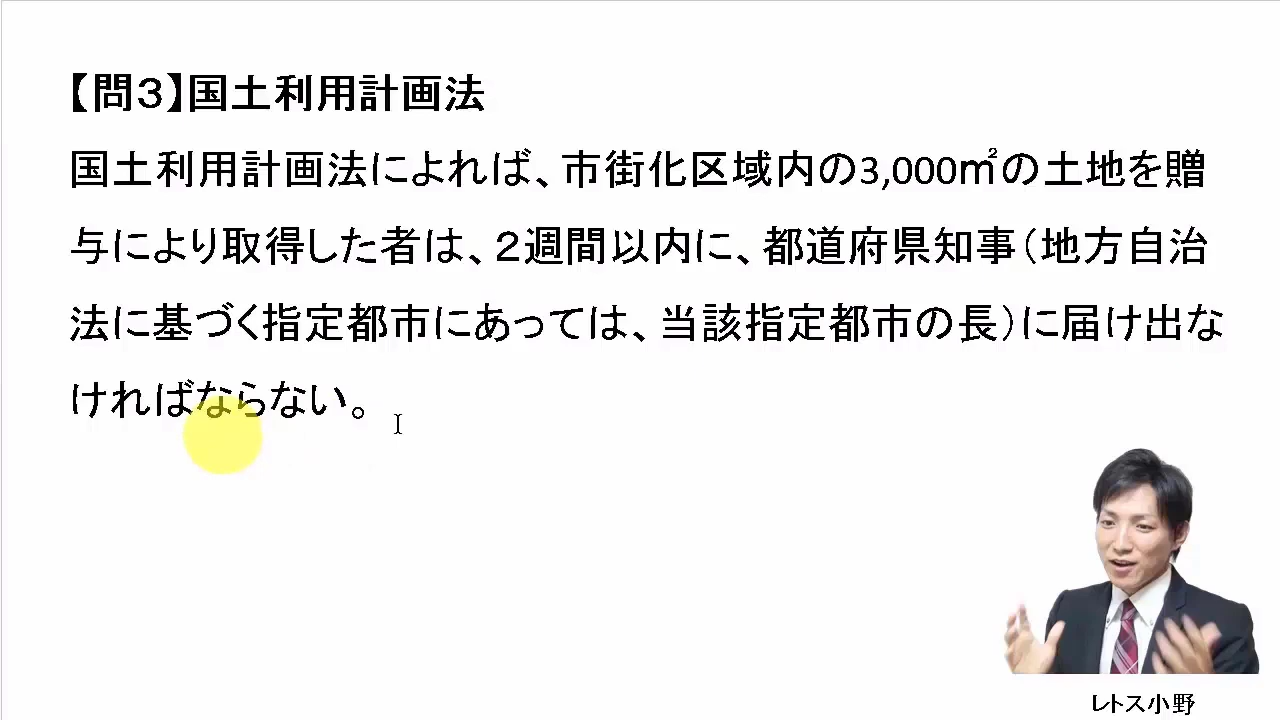 【問３】国土利用計画法
国土利用計画法によれば、市街化区域内の3,000㎡の土地を贈
与により取得した者は、２週間以内に、都道府県知事（地方自治
法に基づく指定都市にあっては、当該指定都市の長）に届け出な
ければならない。
レトス小野